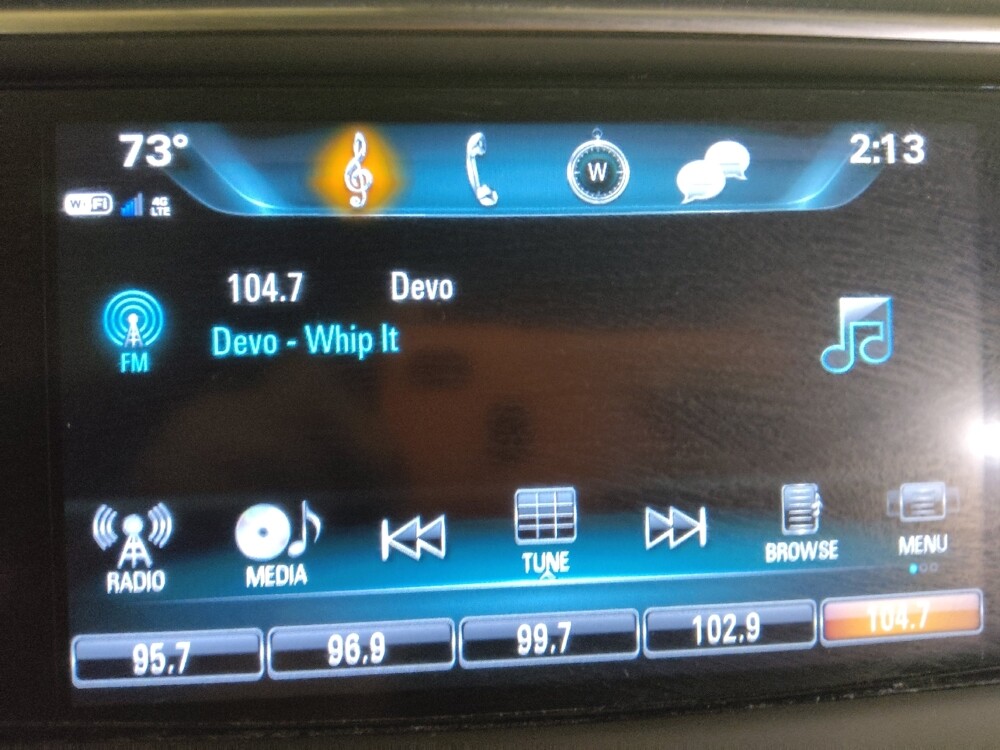 73°
W
2:13
WiFi 4G LTE
104.7 Devo
FM
Devo - Whip It
RADIO
MEDIA
TUNE
BROWSE
MENU
95.7
96.9
99.7
102.9
104.7